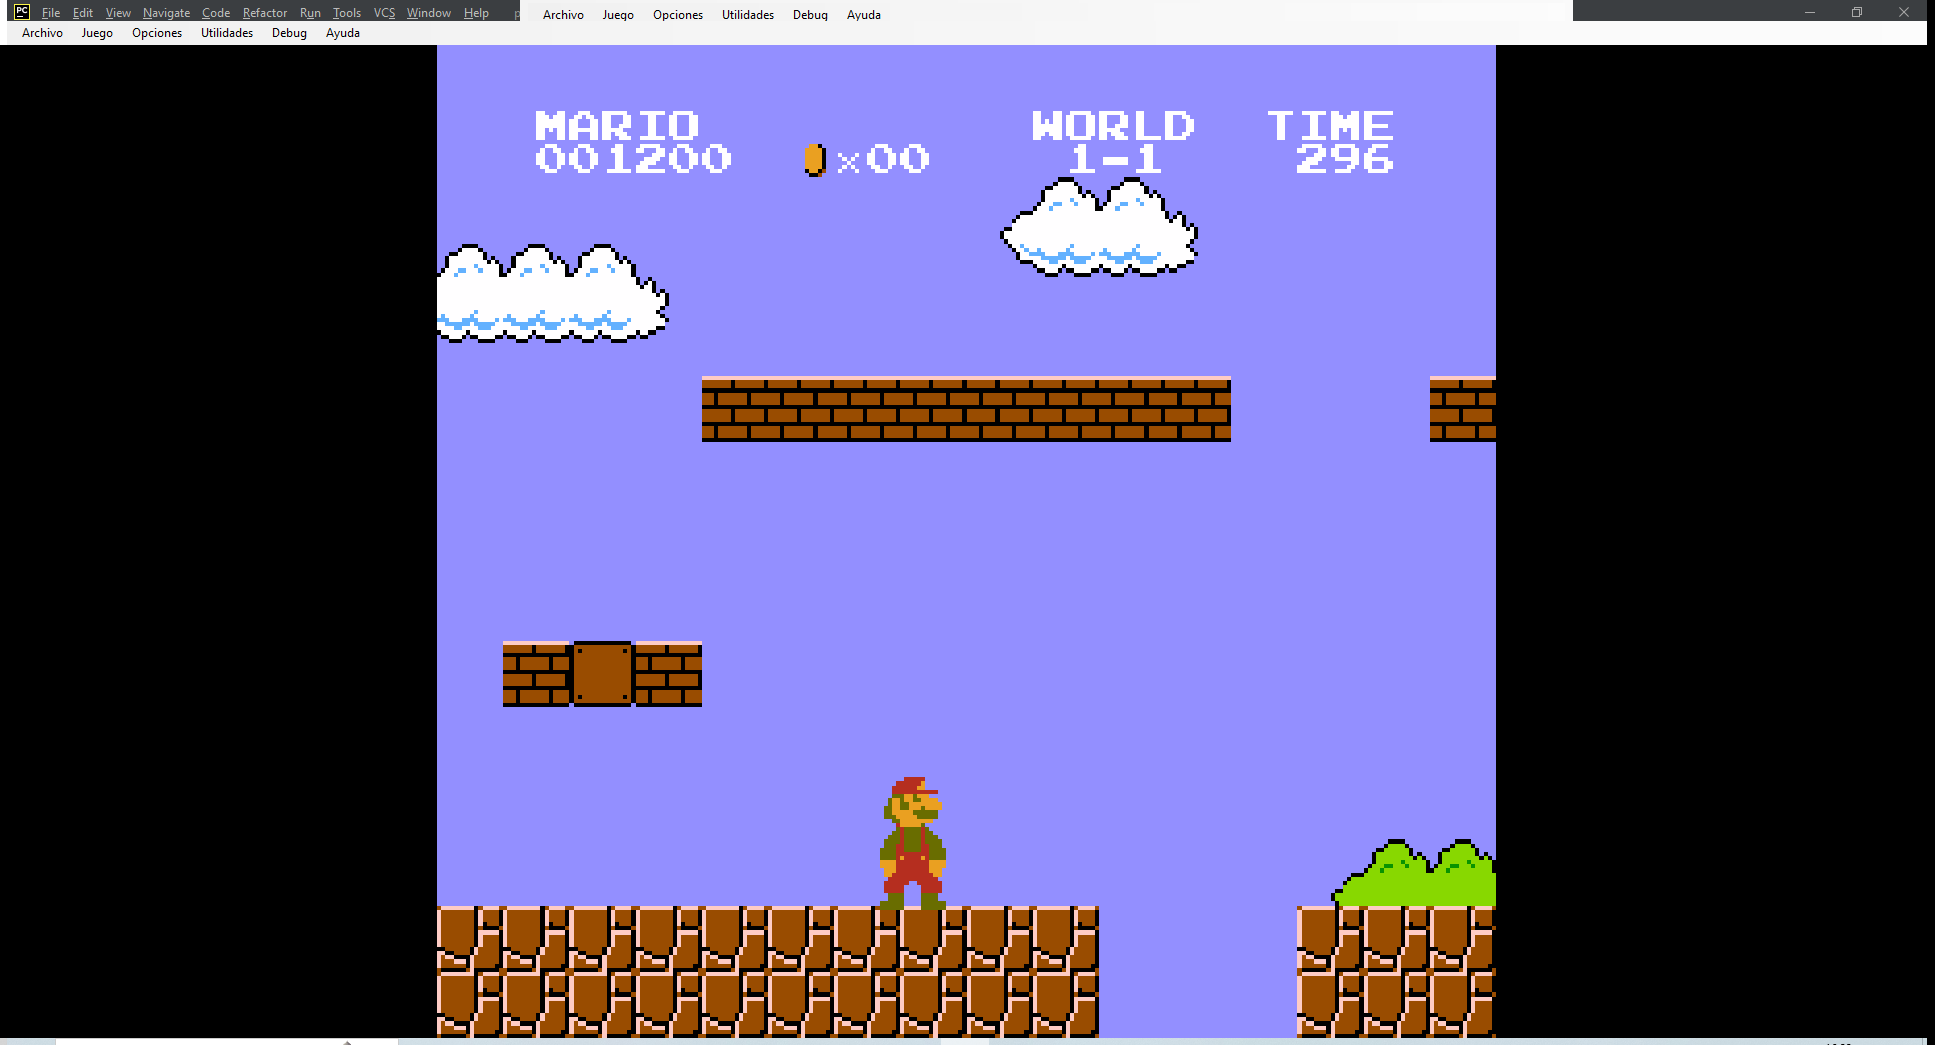 PC File Edit View Navigate Code Refactor Run Tools VCS Window Help
Archivo Juego Opciones Utilidades Debug Ayuda
Archivo Juego Opciones Utilidades Debug Ayuda
MARIO WORLD TIME
001200 x00 1-1 296